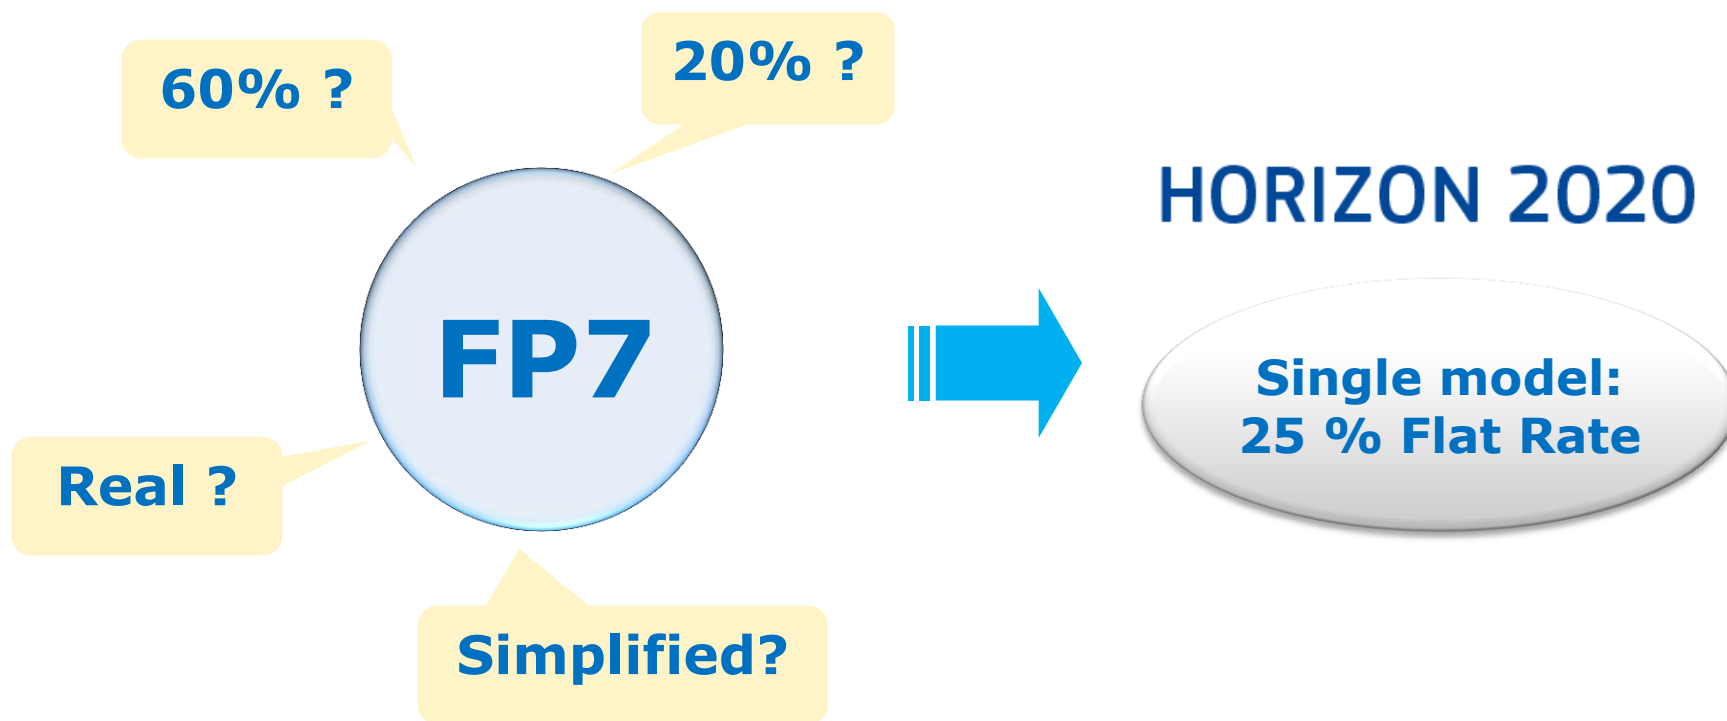 60% ?
20% ?
FP7
Real ?
Simplified?
HORIZON 2020
Single model:
25 % Flat Rate